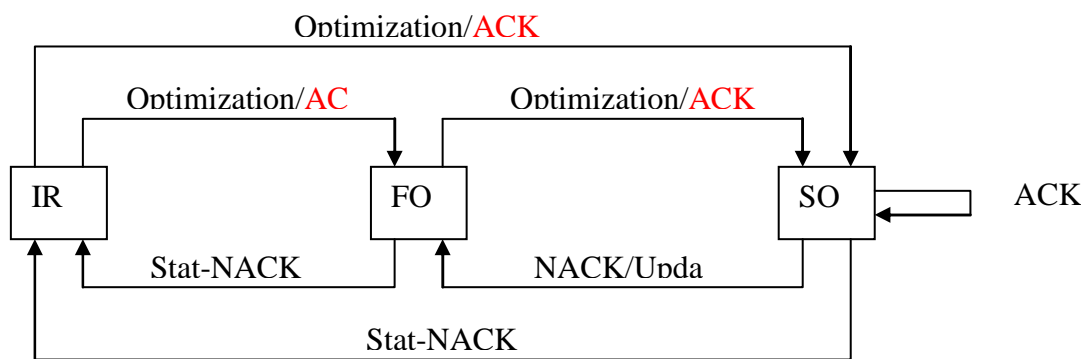 Optimization/ACK
Optimization/AC
Optimization/ACK
IR
FO
SO
ACK
Stat-NACK
NACK/Upda
Stat-NACK